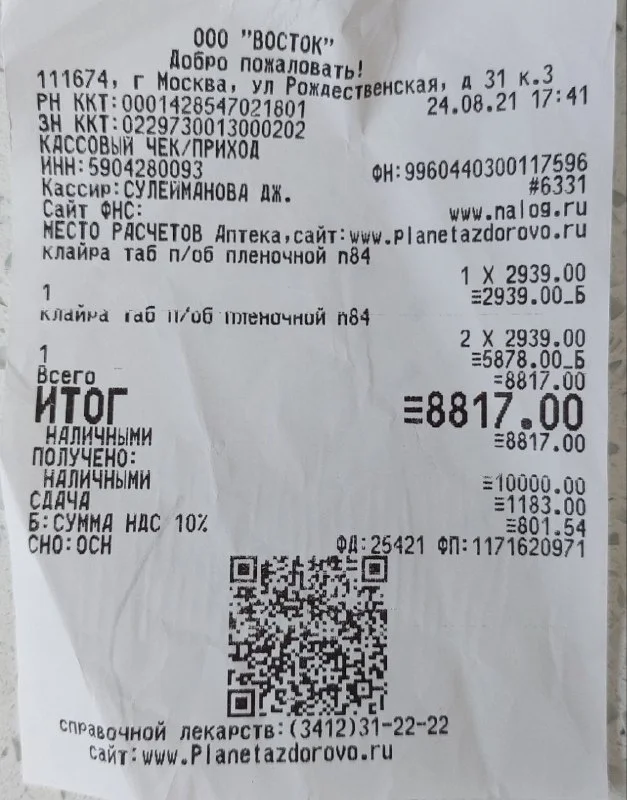 ООО "ВОСТОК"
Добро пожаловать!
111674, г Москва, ул Рождественская, д 31 к.3
РН ККТ:0001428547021801 24.08.21 17:41
ЗН ККТ:0229730013000202
КАССОВЫЙ ЧЕК/ПРИХОД
ИНН:5904280093 ФН:9960440300117596
Кассир:СУЛЕЙМАНОВА ДЖ. #6331
Сайт ФНС: www.nalog.ru
МЕСТО РАСЧЕТОВ Аптека,сайт:www.planetazdorovo.ru
клайра таб п/об пленочной n84
1 X 2939.00
1 ≡2939.00_Б
клайра таб п/об пленочной n84
2 X 2939.00
1 ≡5878.00_Б
Всего ≡8817.00
ИТОГ ≡8817.00
НАЛИЧНЫМИ ≡8817.00
ПОЛУЧЕНО:
НАЛИЧНЫМИ ≡10000.00
СДАЧА ≡1183.00
Б:СУММА НДС 10% ≡801.54
СНО:ОСН ФД:25421 ФП:1171620971
справочной лекарств:(3412)31-22-22
сайт:www.Planetazdorovo.ru